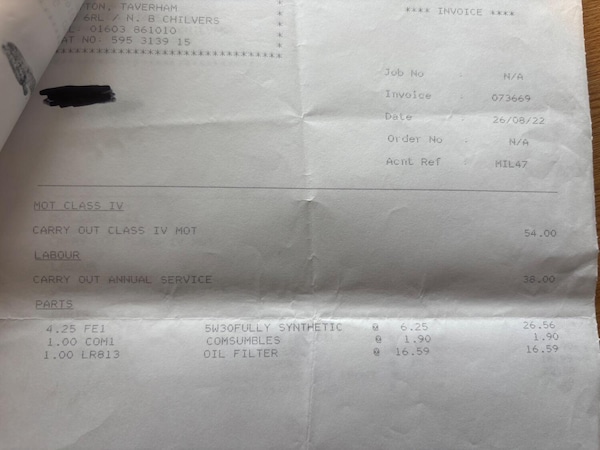 TON, TAVERHAM
6RL / N. B CHILVERS
: 01603 861010
AT NO: 595 3139 15
**** INVOICE ****
Job No N/A
Invoice 073669
Date 26/08/22
Order No N/A
Acnt Ref MIL47
MOT CLASS IV
CARRY OUT CLASS IV MOT 54.00
LABOUR
CARRY OUT ANNUAL SERVICE 38.00
PARTS
4.25 FE1 5W30FULLY SYNTHETIC @ 6.25 26.56
1.00 COM1 COMSUMBLES @ 1.90 1.90
1.00 LR813 OIL FILTER @ 16.59 16.59